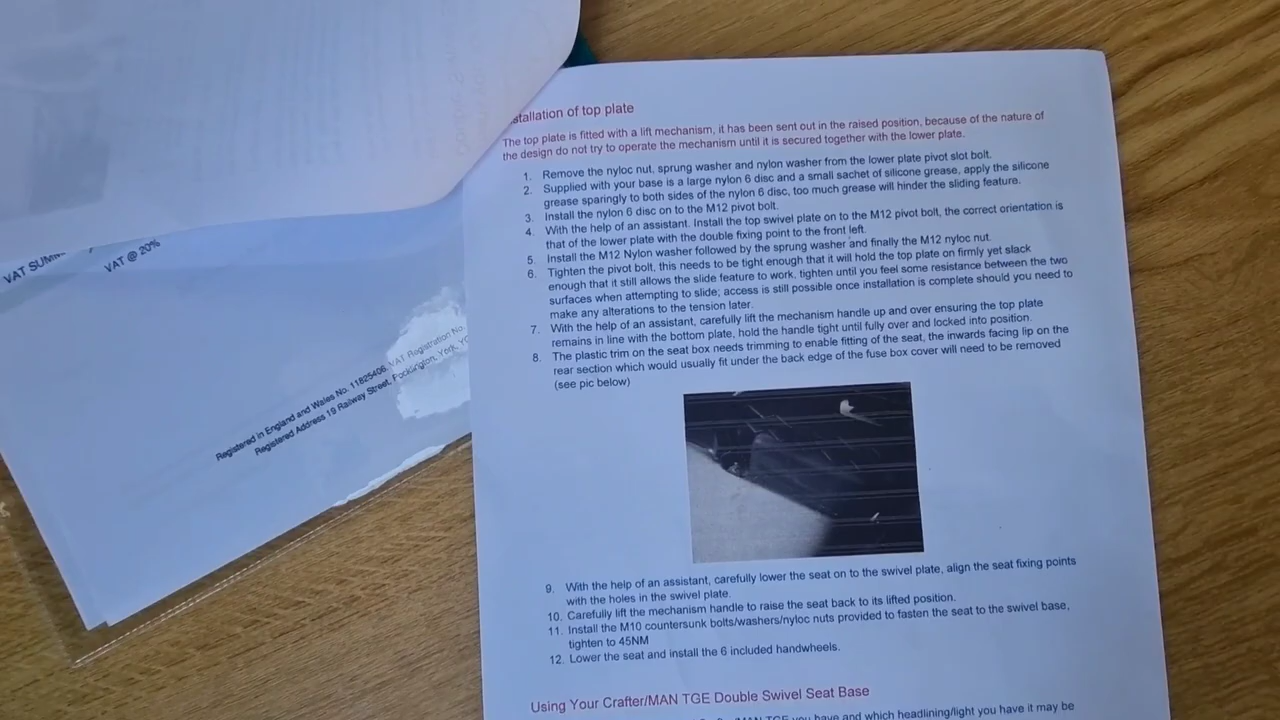 stallation of top plate
The top plate is fitted with a lift mechanism, it has been sent out in the raised position, because of the nature of
the design do not try to operate the mechanism until it is secured together with the lower plate.
1. Remove the nyloc nut, sprung washer and nylon washer from the lower plate pivot slot bolt.
2. Supplied with your base is a large nylon 6 disc and a small sachet of silicone grease, apply the silicone
grease sparingly to both sides of the nylon 6 disc, too much grease will hinder the sliding feature.
3. Install the nylon 6 disc on to the M12 pivot bolt.
4. With the help of an assistant. Install the top swivel plate on to the M12 pivot bolt, the correct orientation is
that of the lower plate with the double fixing point to the front left.
5. Install the M12 Nylon washer followed by the sprung washer and finally the M12 nyloc nut.
6. Tighten the pivot bolt, this needs to be tight enough that it will hold the top plate on firmly yet slack
enough that it still allows the slide feature to work, tighten until you feel some resistance between the two
surfaces when attempting to slide; access is still possible once installation is complete should you need to
make any alterations to the tension later.
7. With the help of an assistant, carefully lift the mechanism handle up and over ensuring the top plate
remains in line with the bottom plate, hold the handle tight until fully over and locked into position.
8. The plastic trim on the seat box needs trimming to enable fitting of the seat, the inwards facing lip on the
rear section which would usually fit under the back edge of the fuse box cover will need to be removed
(see pic below)
9. With the help of an assistant, carefully lower the seat on to the swivel plate, align the seat fixing points
with the holes in the swivel plate.
10. Carefully lift the mechanism handle to raise the seat back to its lifted position.
11. Install the M10 countersunk bolts/washers/nyloc nuts provided to fasten the seat to the swivel base,
tighten to 45NM
12. Lower the seat and install the 6 included handwheels.
Using Your Crafter/MAN TGE Double Swivel Seat Base
TGE you have and which headlining/light you have it may be
VAT SUMM
VAT @ 20%
Registered in England and Wales No. 11825406, VAT Registration No.
Registered Address 19 Railway Street, Pocklington, York, YO